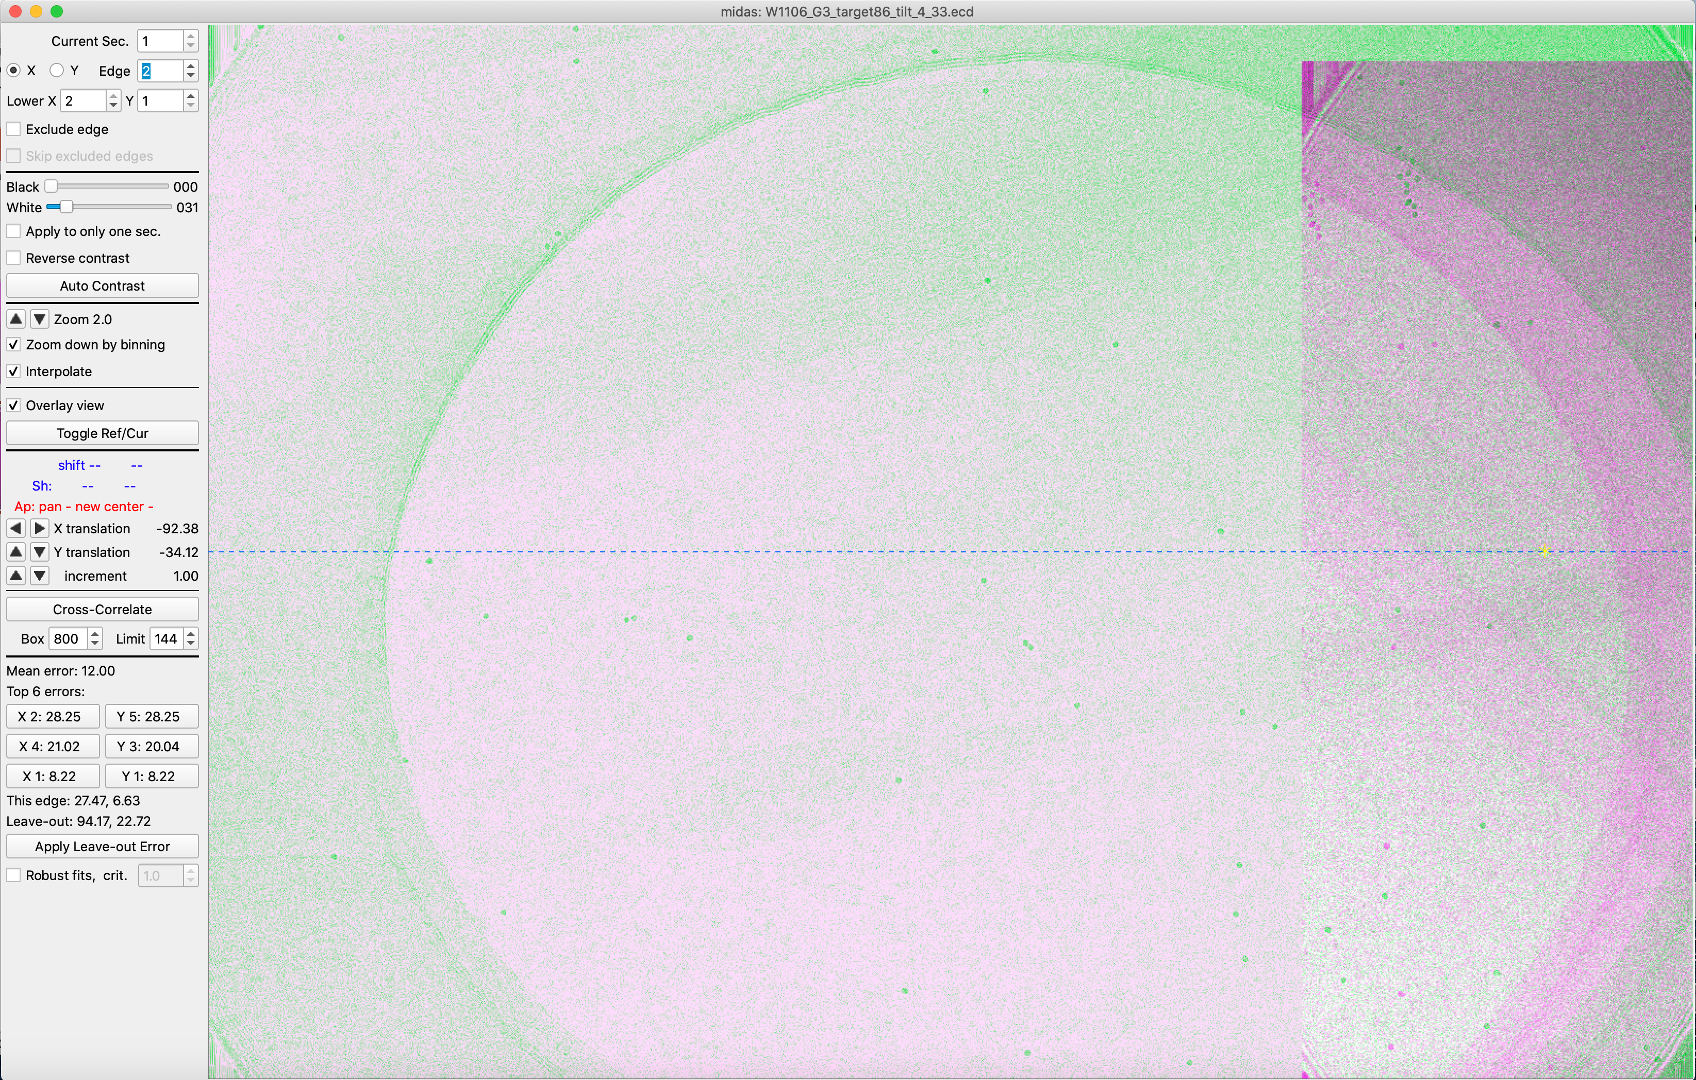 midas: W1106_G3_target86_tilt_4_33.ecd
Current Sec. 1
X Y Edge 2
Lower X 2 Y 1
Exclude edge
Skip excluded edges
Black 000
White 031
Apply to only one sec.
Reverse contrast
Auto Contrast
Zoom 2.0
Zoom down by binning
Interpolate
Overlay view
Toggle Ref/Cur
shift -- --
Sh: -- --
Ap: pan - new center -
X translation -92.38
Y translation -34.12
increment 1.00
Cross-Correlate
Box 800 Limit 144
Mean error: 12.00
Top 6 errors:
X 2: 28.25 Y 5: 28.25
X 4: 21.02 Y 3: 20.04
X 1: 8.22 Y 1: 8.22
This edge: 27.47, 6.63
Leave-out: 94.17, 22.72
Apply Leave-out Error
Robust fits, crit. 1.0